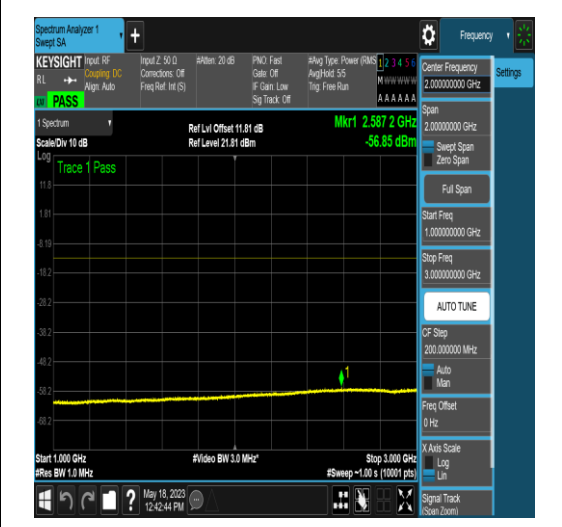 Spectrum Analyzer 1
Swept SA
+
Frequency
KEYSIGHT Input: RF Input Z: 50 Ω #Atten: 20 dB PNO: Fast #Avg Type: Power (RMS 1 2 3 4 5 6
RL Coupling: DC Corrections: Off Gate: Off Avg|Hold: 5/5 M W W W W W
Align: Auto Freq Ref: Int (S) IF Gain: Low Trig: Free Run
PASS Sig Track: Off A A A A A A
1 Spectrum
Ref Lvl Offset 11.81 dB Mkr1 2.587 2 GHz
Scale/Div 10 dB Ref Level 21.81 dBm -56.85 dBm
Log
Trace 1 Pass
11.8
1.81
-8.19
-18.2
-28.2
-38.2
-48.2
1
-58.2
-68.2
Start 1.000 GHz #Video BW 3.0 MHz* Stop 3.000 GHz
#Res BW 1.0 MHz #Sweep ~1.00 s (10001 pts)
? May 18, 2023
12:42:44 PM
Center Frequency
2.000000000 GHz
Settings
Span
2.00000000 GHz
Swept Span
Zero Span
Full Span
Start Freq
1.000000000 GHz
Stop Freq
3.000000000 GHz
AUTO TUNE
CF Step
200.000000 MHz
Auto
Man
Freq Offset
0 Hz
X Axis Scale
Log
Lin
Signal Track
(Span Zoom)